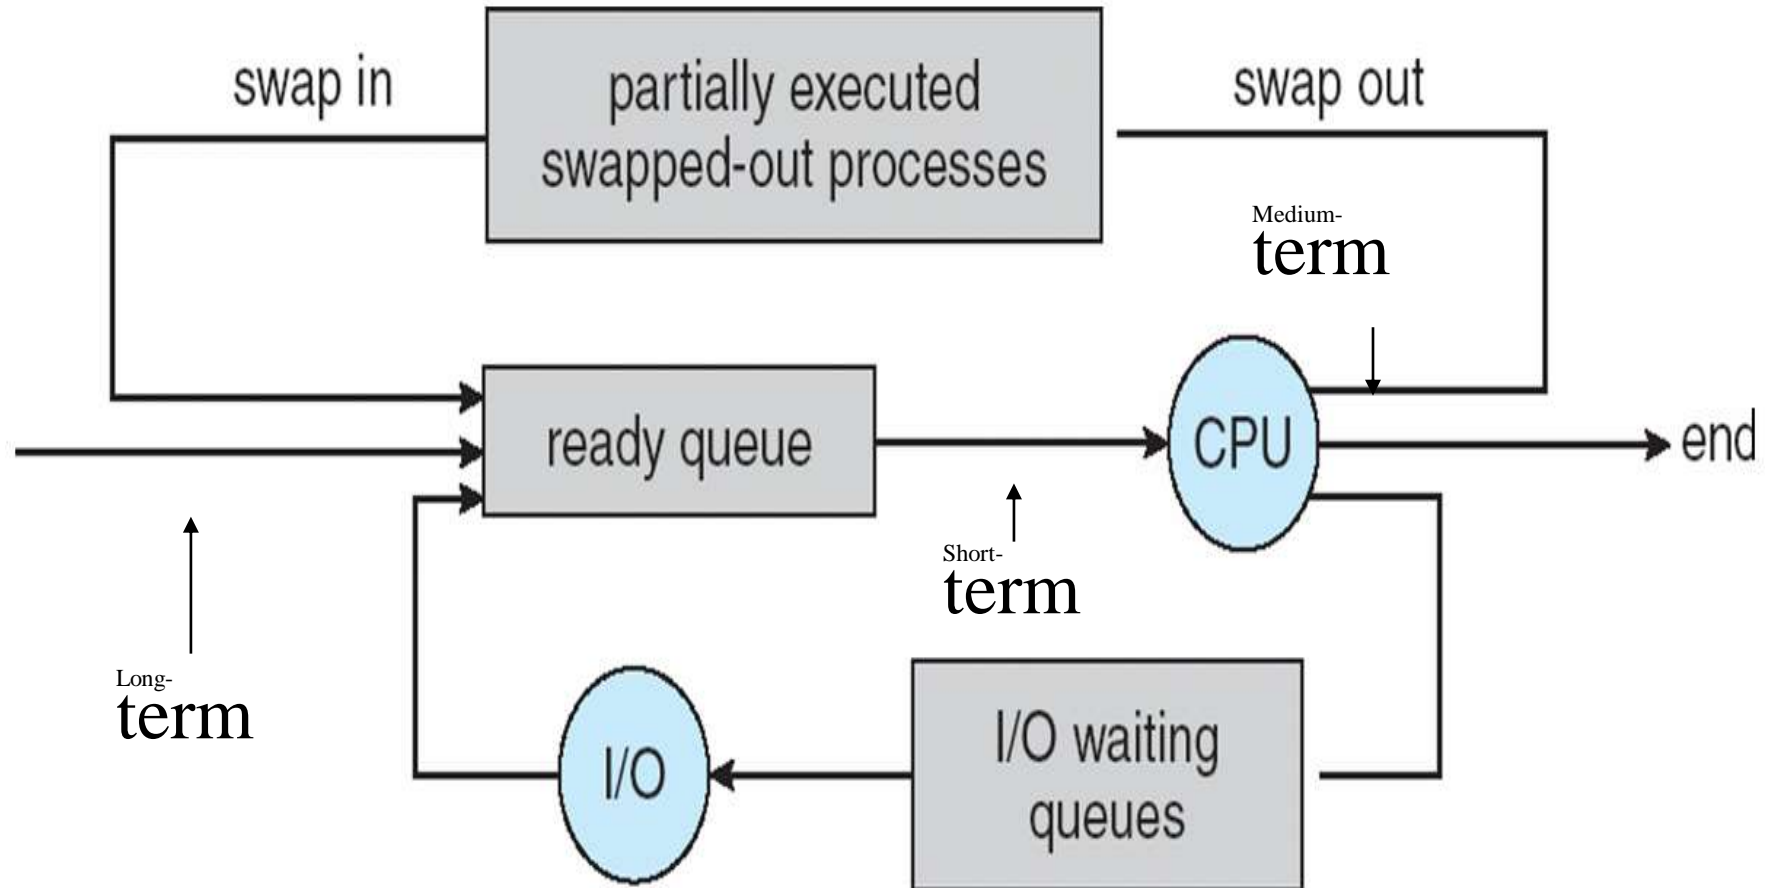 swap in
partially executed
swapped-out processes
swap out
Medium-
term
ready queue
CPU
end
Short-
term
Long-
term
I/O
I/O waiting
queues